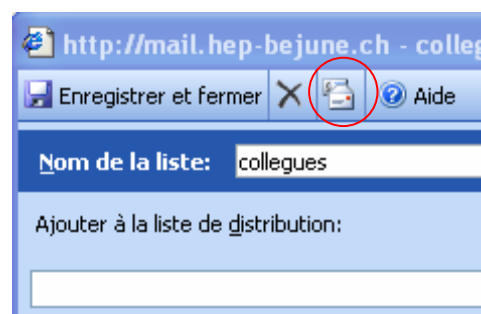 http://mail.hep-bejune.ch - colleg
Enregistrer et fermer Aide
Nom de la liste: collegues
Ajouter à la liste de distribution: